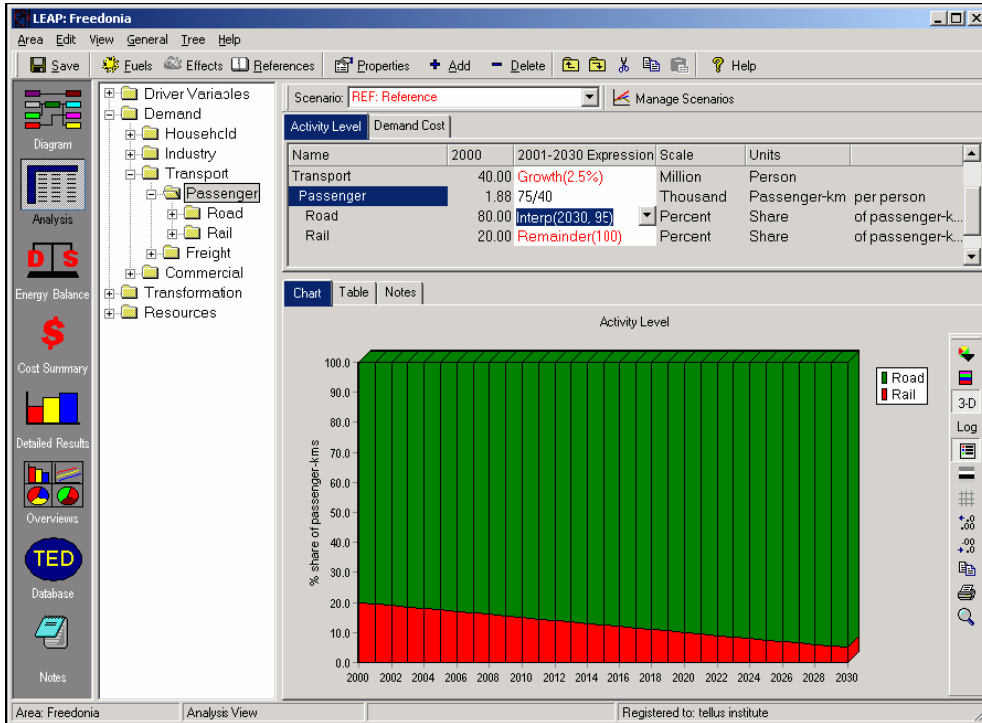 LEAP: Freedonia
Area Edit View General Tree Help
Save Fuels Effects References Properties Add Delete Help
Diagram
Analysis
Energy Balance
Cost Summary
Detailed Results
Overviews
TED
Database
Notes
Driver Variables
Demand
Household
Industry
Transport
Passenger
Road
Rail
Freight
Commercial
Transformation
Resources
Scenario: REF: Reference Manage Scenarios
Activity Level Demand Cost
Name 2000 2001-2030 Expression Scale Units
Transport 40.00 Growth(2.5%) Million Person
Passenger 1.88 75/40 Thousand Passenger-km per person
Road 80.00 Interp(2030, 95) Percent Share of passenger-k...
Rail 20.00 Remainder(100) Percent Share of passenger-k...
Chart Table Notes
Activity Level
% share of passenger-kms
100.0
90.0
80.0
70.0
60.0
50.0
40.0
30.0
20.0
10.0
0.0
2000 2002 2004 2006 2008 2010 2012 2014 2016 2018 2020 2022 2024 2026 2028 2030
Road
Rail
3-D
Log
Area: Freedonia Analysis View Registered to: tellus institute